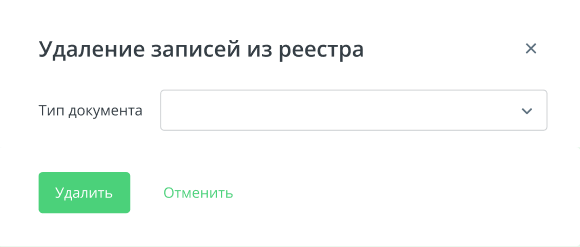 Удаление записей из реестра
Тип документа
Удалить Отменить